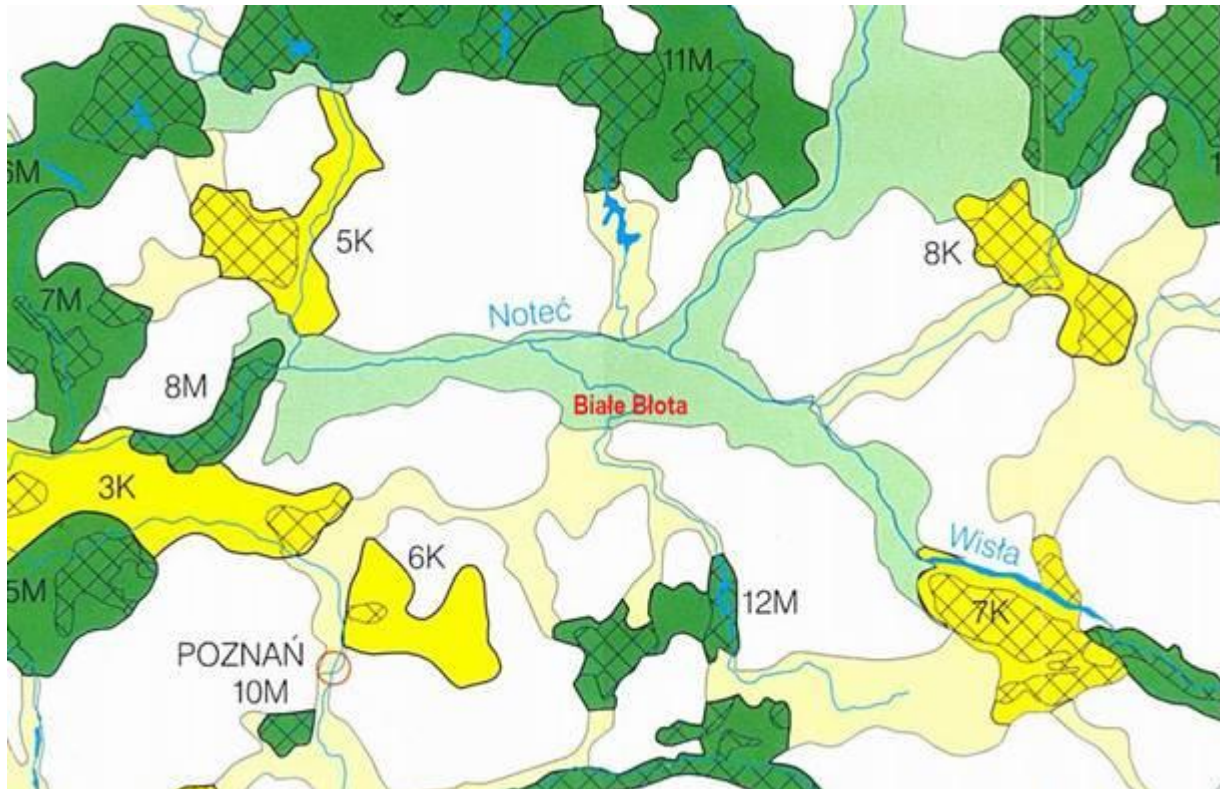 11M
6M
5K
8K
7M
Noteć
8M
Białe Błota
3K
Wisła
6K
5M
12M
7K
POZNAŃ
10M